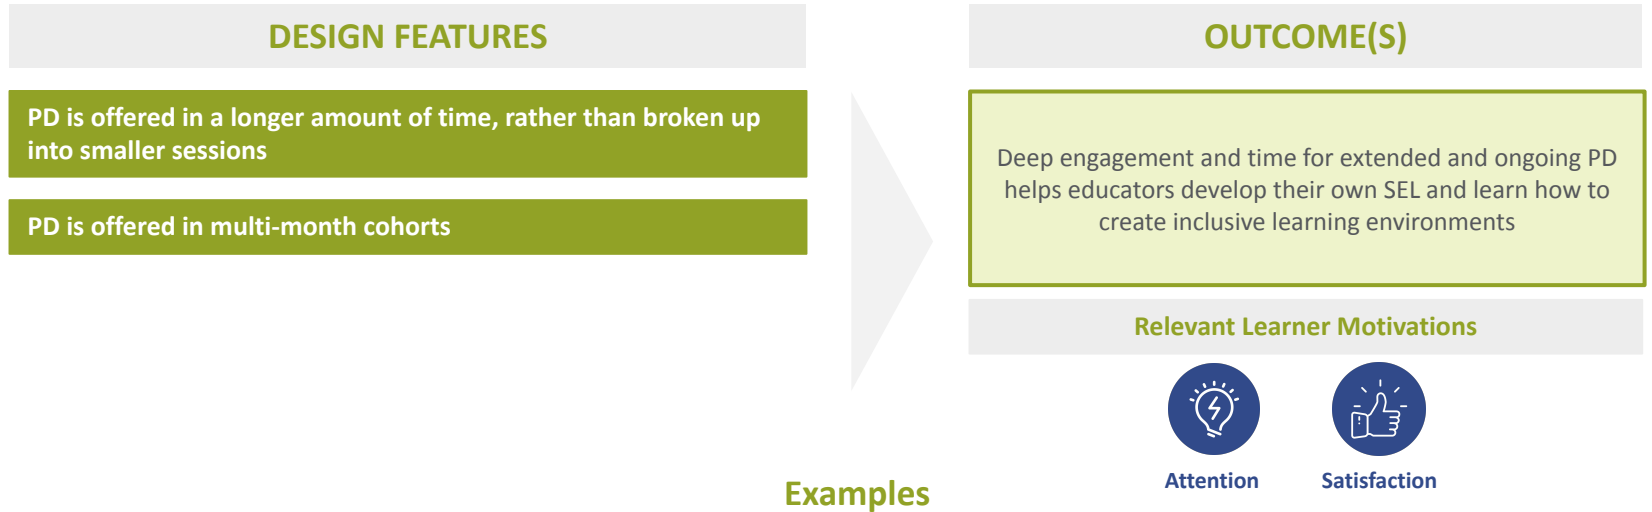 DESIGN FEATURES
PD is offered in a longer amount of time, rather than broken up
into smaller sessions
PD is offered in multi-month cohorts
OUTCOME(S)
Deep engagement and time for extended and ongoing PD
helps educators develop their own SEL and learn how to
create inclusive learning environments
Relevant Learner Motivations
Attention
Satisfaction
Examples